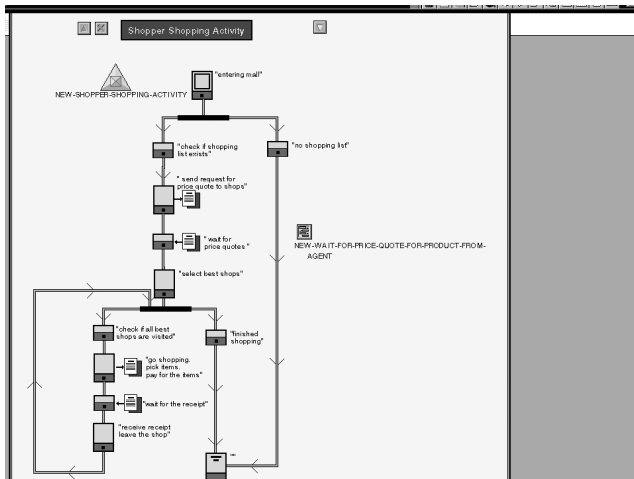 Shopper Shopping Activity
"entering mall"
NEW-SHOPPER-SHOPPING-ACTIVITY
"check if shopping
list exists"
"no shopping list"
" send request for
price quote to shops"
" wait for
price quotes "
NEW-WAIT-FOR-PRICE-QUOTE-FOR-PRODUCT-FROM-
AGENT
"select best shops"
"check if all best
shops are visited"
"finished
shopping"
"go shopping,
pick items,
pay for the items"
"wait for the receipt"
"receive receipt
leave the shop"
""